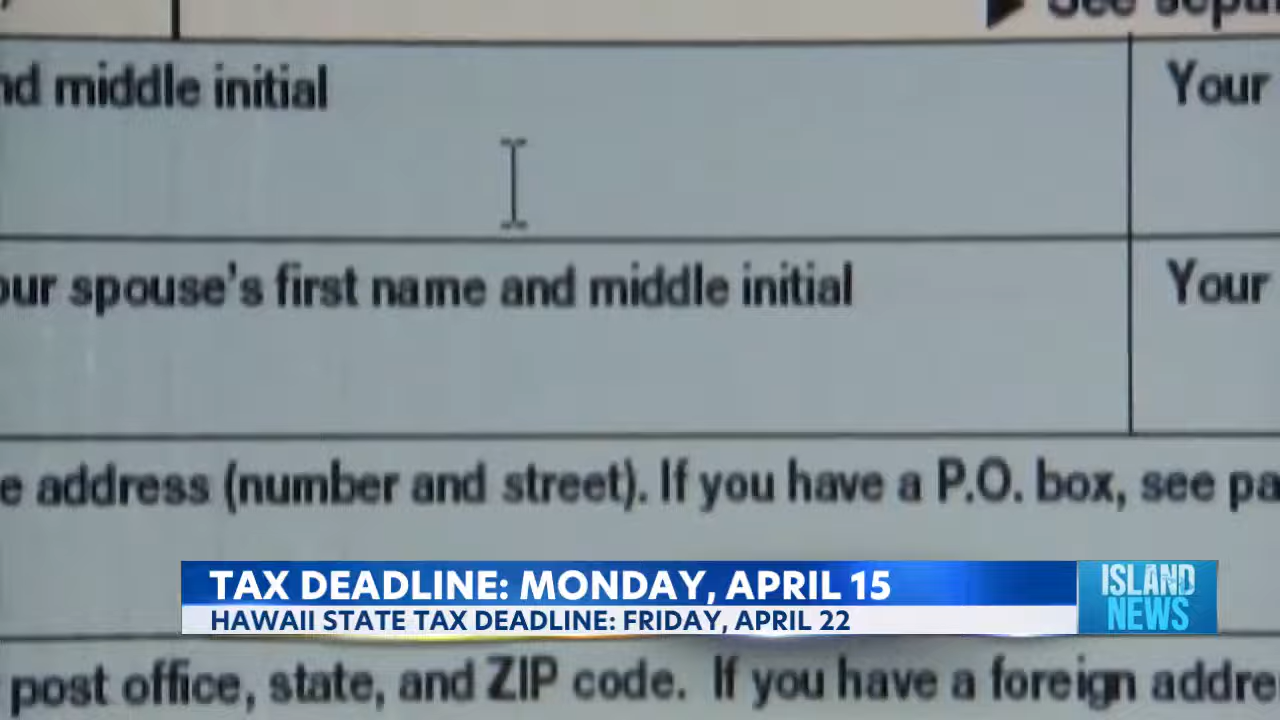 See
nd middle initial
Your
our spouse's first name and middle initial
Your
e address (number and street). If you have a P.O. box, see pa
TAX DEADLINE: MONDAY, APRIL 15
HAWAII STATE TAX DEADLINE: FRIDAY, APRIL 22
ISLAND
NEWS
post office, state, and ZIP code. If you have a foreign addre